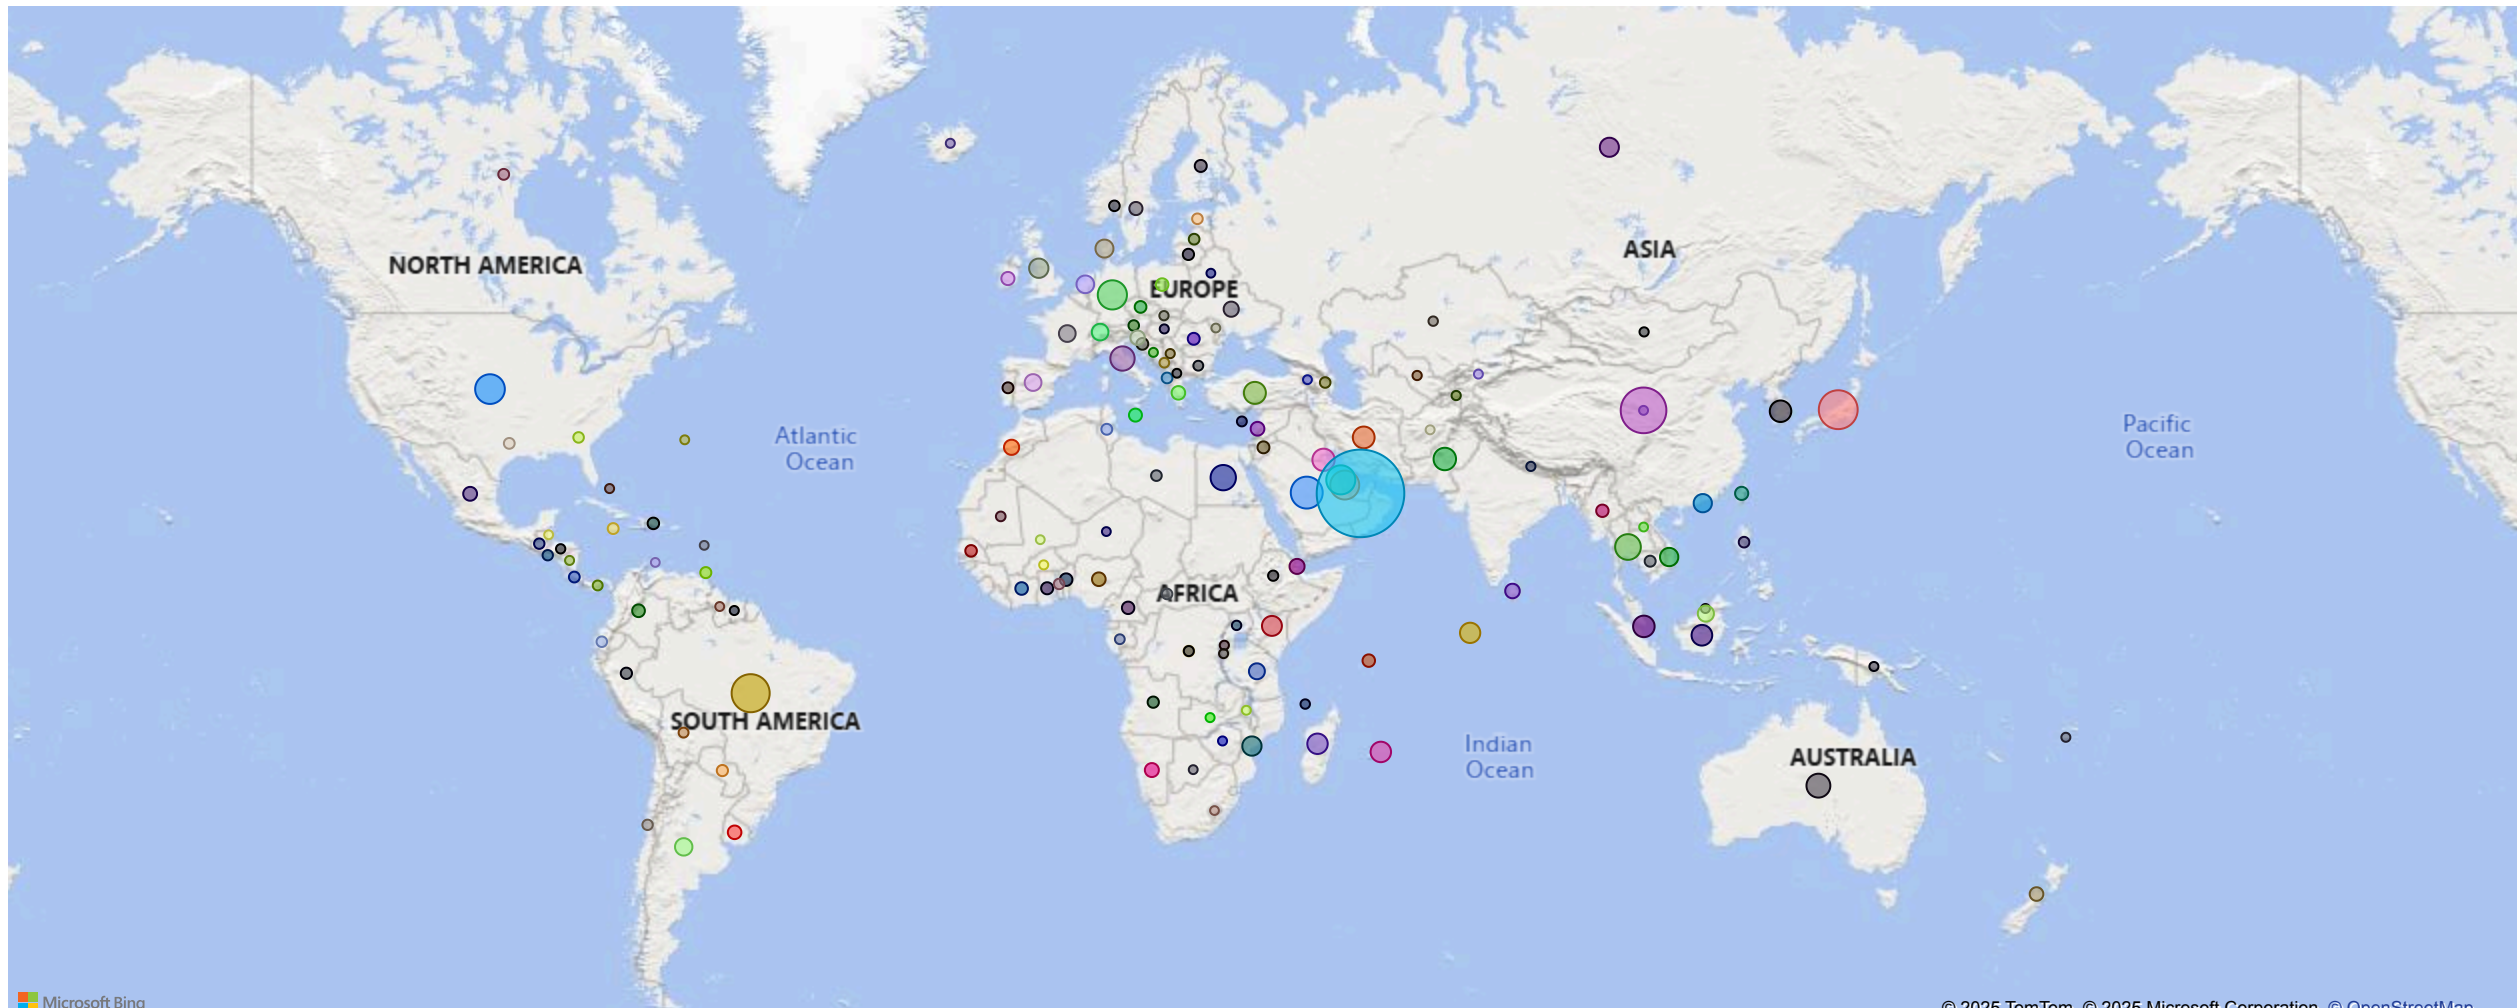 ASIA
NORTH AMERICA
EUROPE
Atlantic
Ocean
Pacific
Ocean
AFRICA
SOUTH AMERICA
Indian
Ocean
AUSTRALIA
Microsoft Bing
© 2025 TomTom, © 2025 Microsoft Corporation, © OpenStreetMap